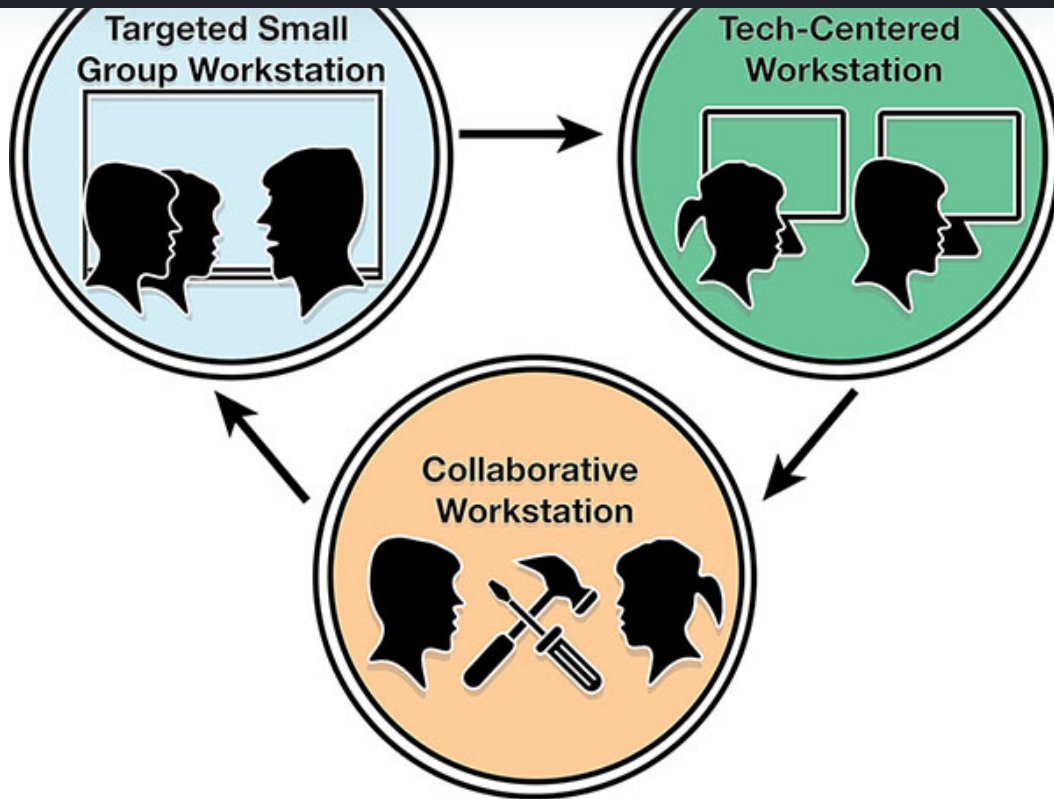 Targeted Small
Group Workstation
Tech-Centered
Workstation
Collaborative
Workstation